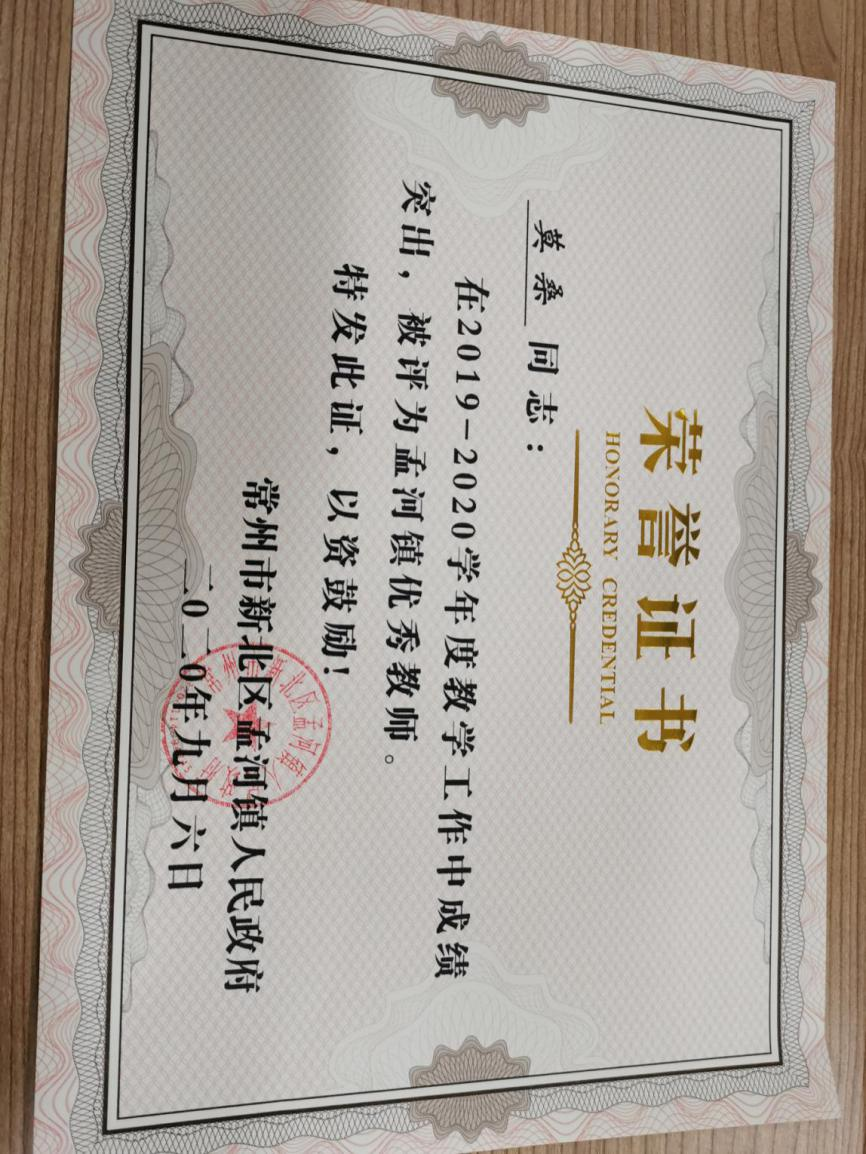 荣誉证书
HONORARY CREDENTIAL
莫桑 同志：
在2019-2020学年度教学工作中成绩
突出，被评为孟河镇优秀教师。
特发此证，以资鼓励！
常州市新北区孟河镇人民政府
二0二0年九月六日